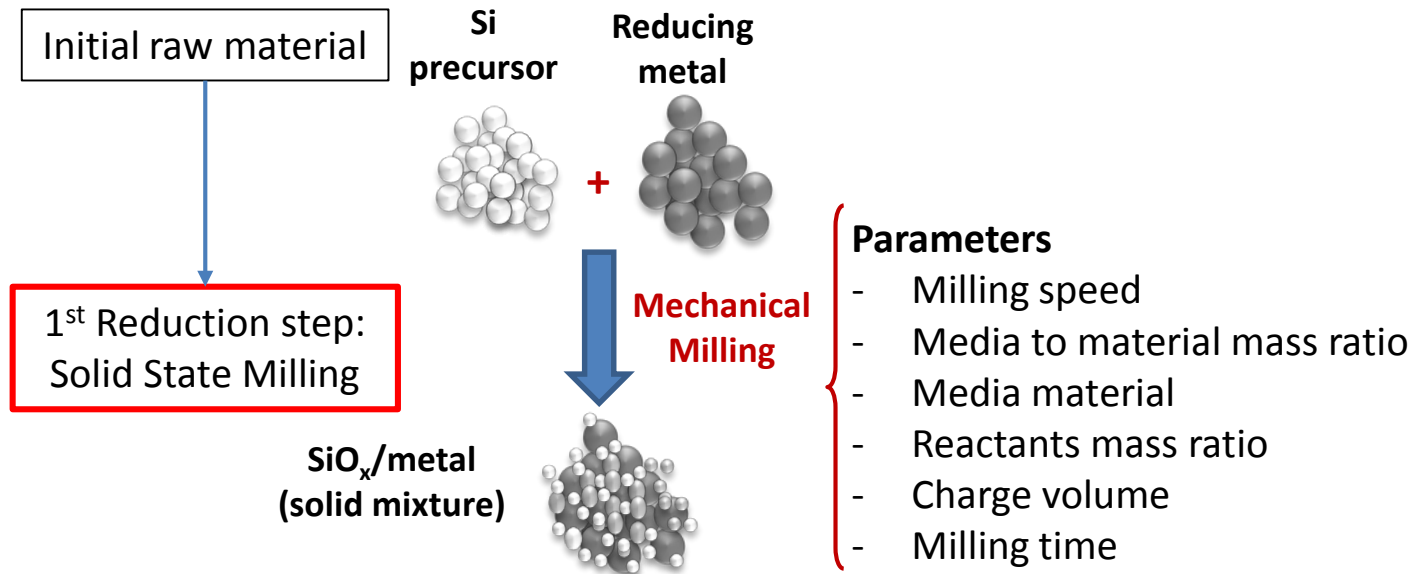 Initial raw material
Si
precursor
Reducing
metal
+
1st Reduction step:
Solid State Milling
Mechanical
Milling
SiOx/metal
(solid mixture)
Parameters
- Milling speed
- Media to material mass ratio
- Media material
- Reactants mass ratio
- Charge volume
- Milling time